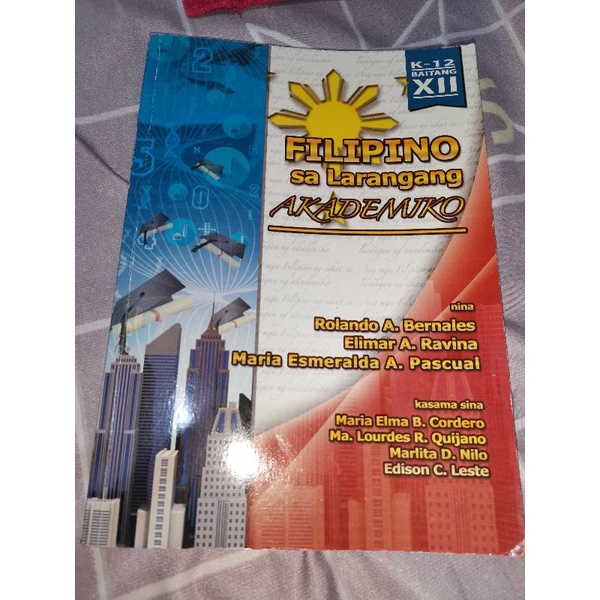 K-12
BAITANG
XII
FILIPINO
sa Larangang
AKADEMIKO
nina
Rolando A. Bernales
Elimar A. Ravina
Maria Esmeralda A. Pascual
kasama sina
Maria Elma B. Cordero
Ma. Lourdes R. Quijano
Marlita D. Nilo
Edison C. Leste
2